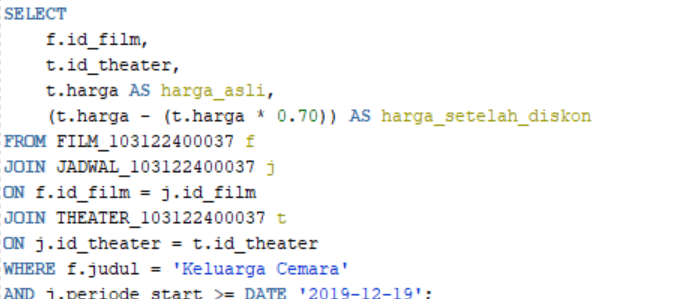 SELECT
f.id_film,
t.id_theater,
t.harga AS harga_asli,
(t.harga - (t.harga * 0.70)) AS harga_setelah_diskon
FROM FILM_103122400037 f
JOIN JADWAL_103122400037 j
ON f.id_film = j.id_film
JOIN THEATER_103122400037 t
ON j.id_theater = t.id_theater
WHERE f.judul = 'Keluarga Cemara'
AND j.periode_start >= DATE '2019-12-19';